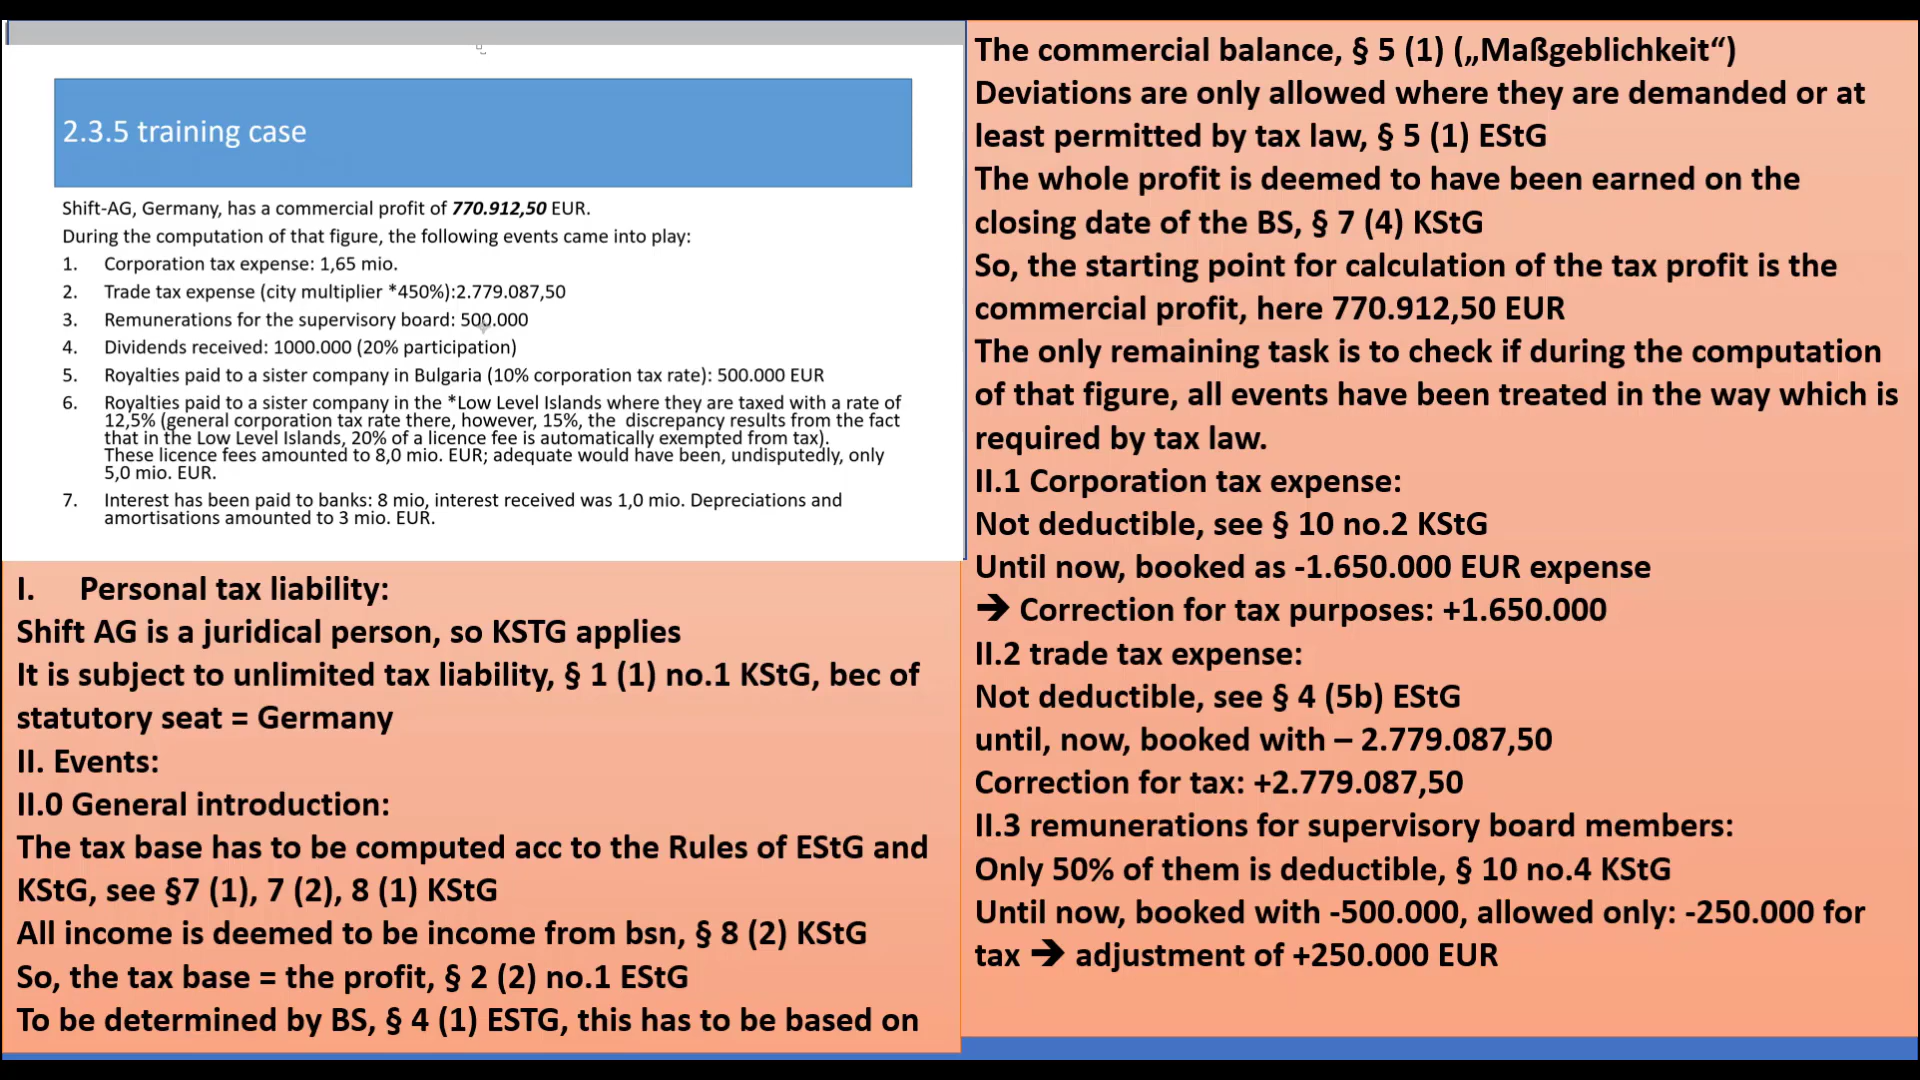 2.3.5 training case
Shift-AG, Germany, has a commercial profit of 770.912,50 EUR.
During the computation of that figure, the following events came into play:
1. Corporation tax expense: 1,65 mio.
2. Trade tax expense (city multiplier *450%):2.779.087,50
3. Remunerations for the supervisory board: 500.000
4. Dividends received: 1000.000 (20% participation)
5. Royalties paid to a sister company in Bulgaria (10% corporation tax rate): 500.000 EUR
6. Royalties paid to a sister company in the *Low Level Islands where they are taxed with a rate of
12,5% (general corporation tax rate there, however, 15%, the discrepancy results from the fact
that in the Low Level Islands, 20% of a licence fee is automatically exempted from tax).
These licence fees amounted to 8,0 mio. EUR; adequate would have been, undisputedly, only
5,0 mio. EUR.
7. Interest has been paid to banks: 8 mio, interest received was 1,0 mio. Depreciations and
amortisations amounted to 3 mio. EUR.
I. Personal tax liability:
Shift AG is a juridical person, so KSTG applies
It is subject to unlimited tax liability, § 1 (1) no.1 KStG, bec of
statutory seat = Germany
II. Events:
II.0 General introduction:
The tax base has to be computed acc to the Rules of EStG and
KStG, see §7 (1), 7 (2), 8 (1) KStG
All income is deemed to be income from bsn, § 8 (2) KStG
So, the tax base = the profit, § 2 (2) no.1 EStG
To be determined by BS, § 4 (1) ESTG, this has to be based on
The commercial balance, § 5 (1) („Maßgeblichkeit“)
Deviations are only allowed where they are demanded or at
least permitted by tax law, § 5 (1) EStG
The whole profit is deemed to have been earned on the
closing date of the BS, § 7 (4) KStG
So, the starting point for calculation of the tax profit is the
commercial profit, here 770.912,50 EUR
The only remaining task is to check if during the computation
of that figure, all events have been treated in the way which is
required by tax law.
II.1 Corporation tax expense:
Not deductible, see § 10 no.2 KStG
Until now, booked as -1.650.000 EUR expense
➔ Correction for tax purposes: +1.650.000
II.2 trade tax expense:
Not deductible, see § 4 (5b) EStG
until, now, booked with – 2.779.087,50
Correction for tax: +2.779.087,50
II.3 remunerations for supervisory board members:
Only 50% of them is deductible, § 10 no.4 KStG
Until now, booked with -500.000, allowed only: -250.000 for
tax ➔ adjustment of +250.000 EUR